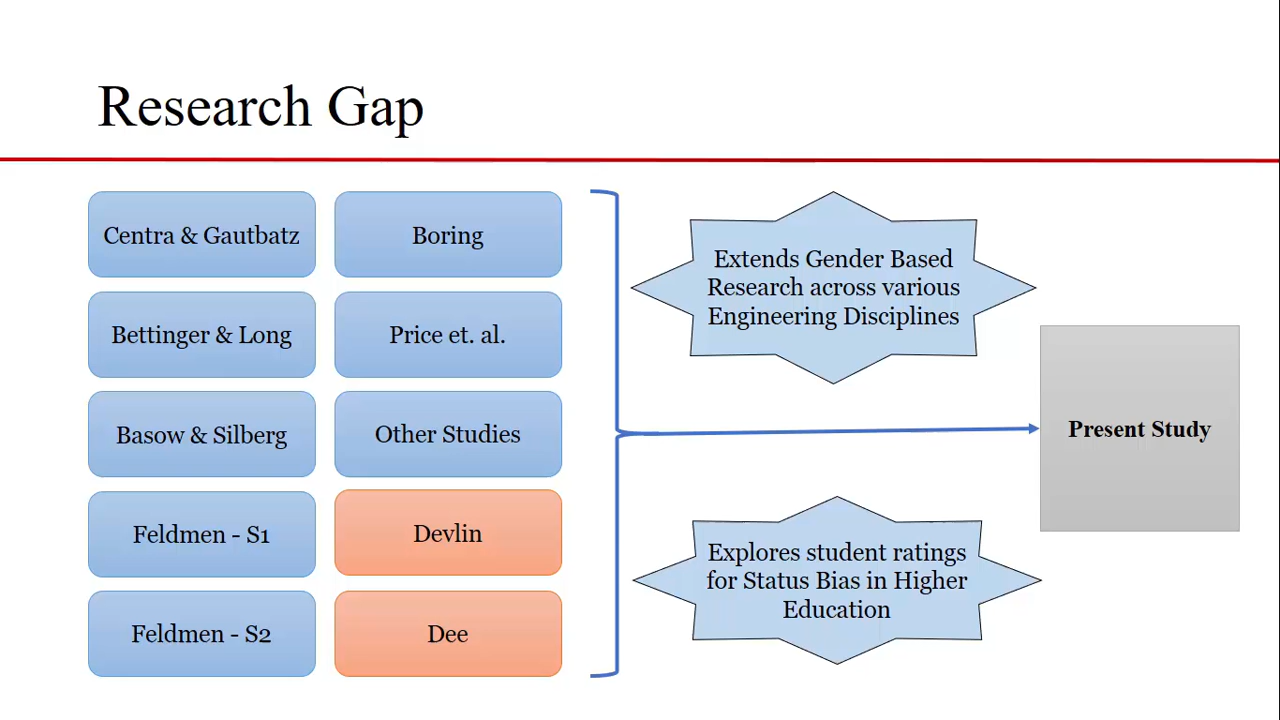 Research Gap
Centra & Gautbatz
Boring
Bettinger & Long
Price et. al.
Basow & Silberg
Other Studies
Feldmen - S1
Devlin
Feldmen - S2
Dee
Extends Gender Based
Research across various
Engineering Disciplines
Explores student ratings
for Status Bias in Higher
Education
Present Study